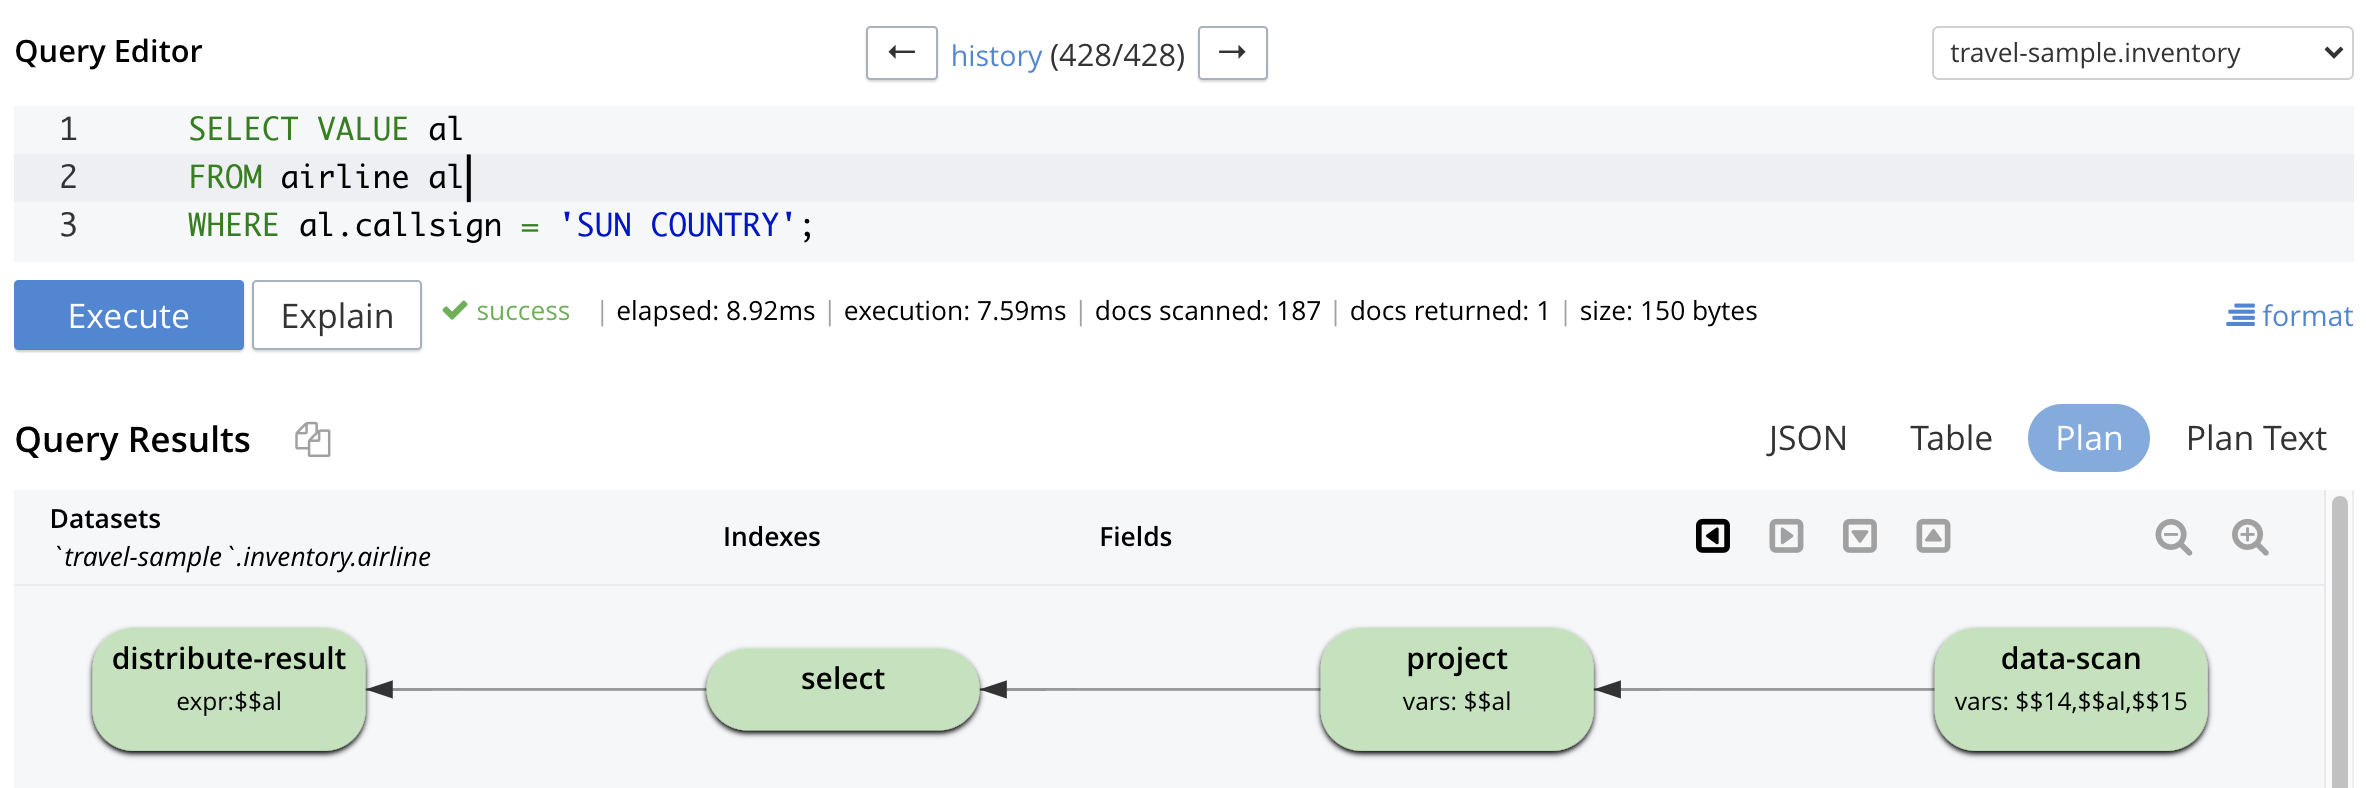 Query Editor
← history (428/428) →
travel-sample.inventory
1 SELECT VALUE al
2 FROM airline al
3 WHERE al.callsign = 'SUN COUNTRY';
Execute Explain success | elapsed: 8.92ms | execution: 7.59ms | docs scanned: 187 | docs returned: 1 | size: 150 bytes format
Query Results JSON Table Plan Plan Text
Datasets
`travel-sample`.inventory.airline
Indexes
Fields
distribute-result
expr:$$al
select
project
vars: $$al
data-scan
vars: $$14,$$al,$$15